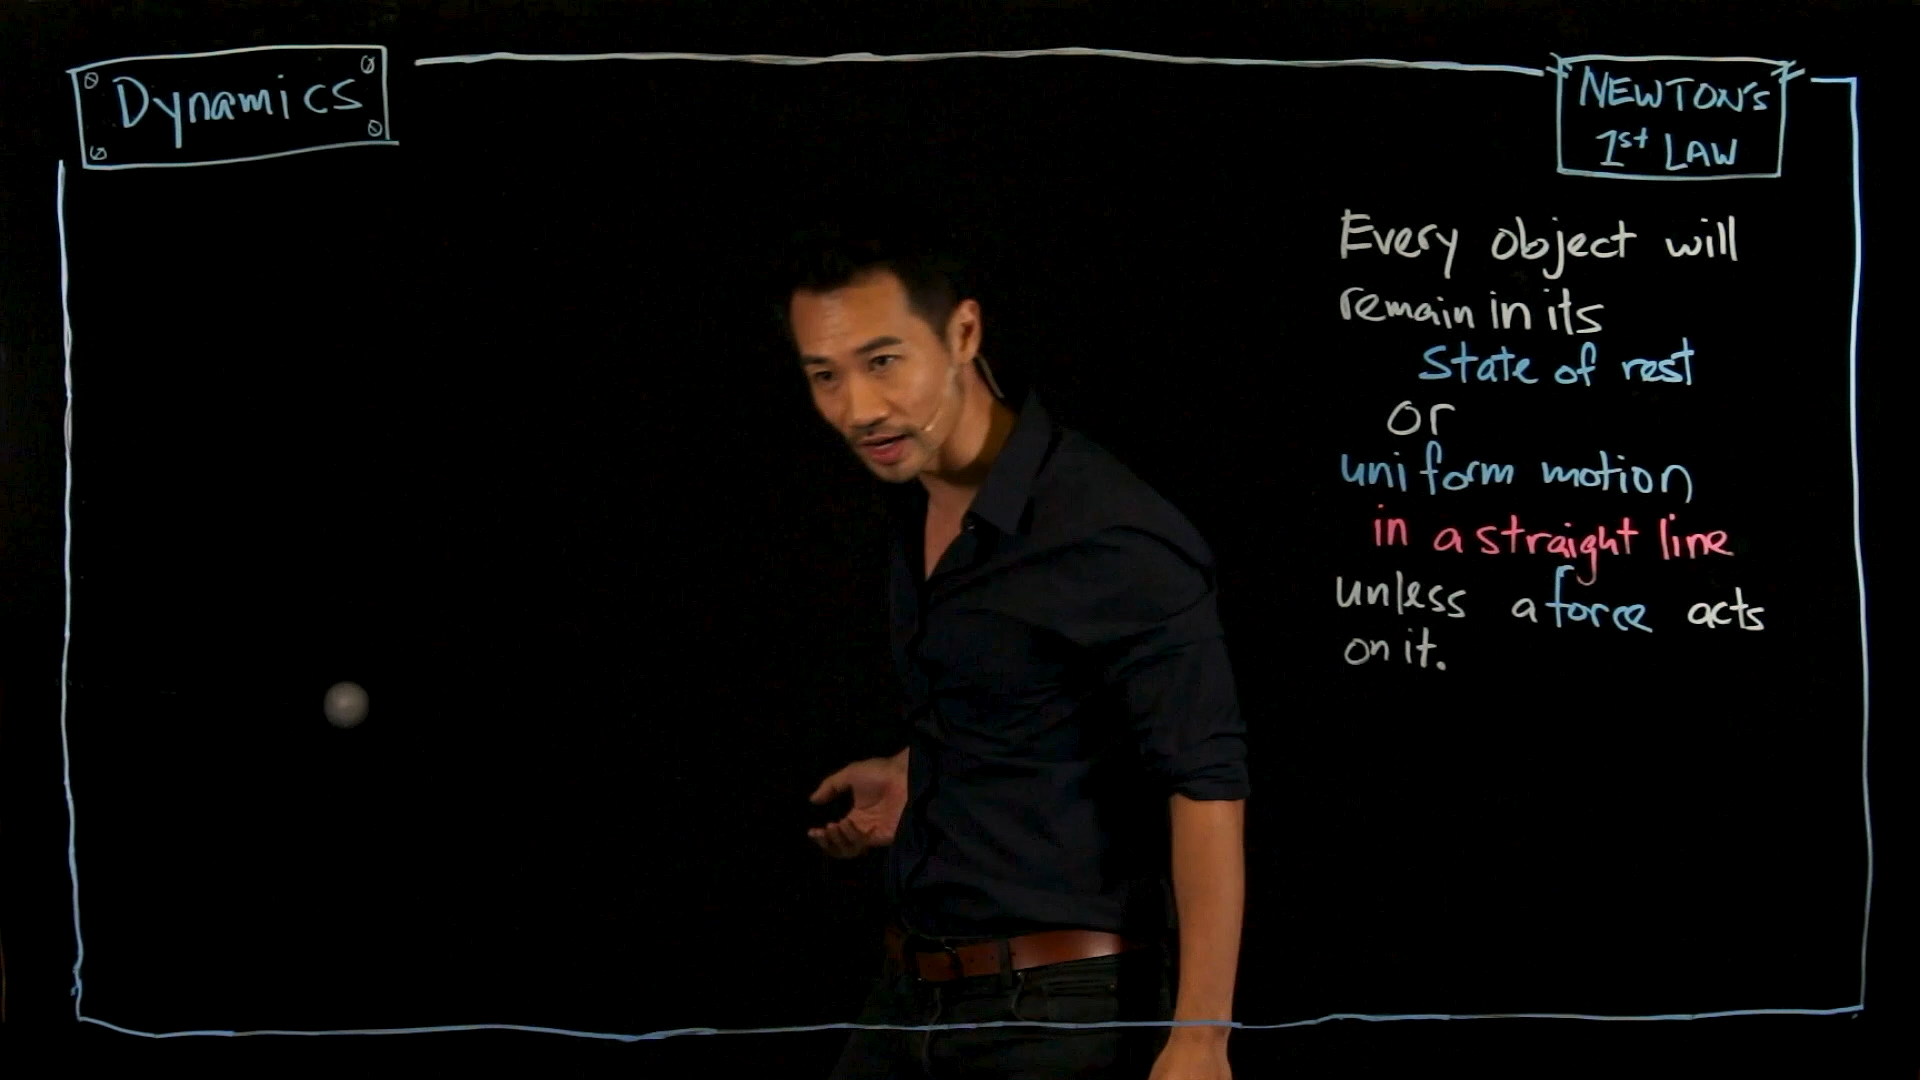 Dynamics
NEWTON'S
1st LAW
Every object will
remain in its
state of rest
or
uniform motion
in a straight line
unless a force acts
on it.